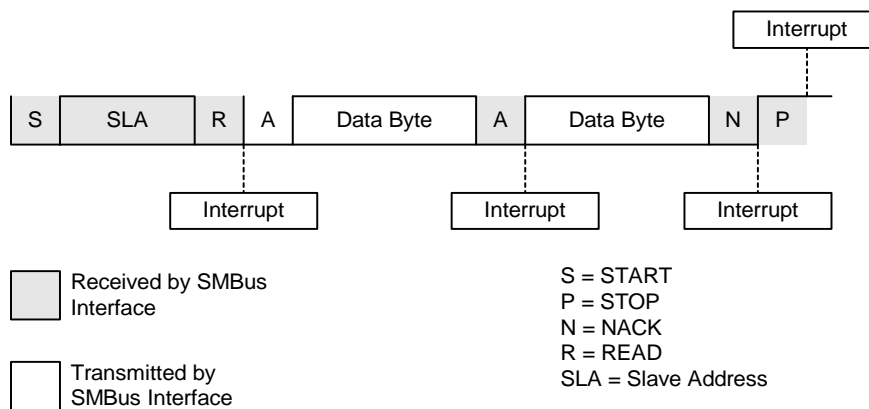 Interrupt
S SLA R A Data Byte A Data Byte N P
Interrupt Interrupt Interrupt
Received by SMBus
Interface
Transmitted by
SMBus Interface
S = START
P = STOP
N = NACK
R = READ
SLA = Slave Address